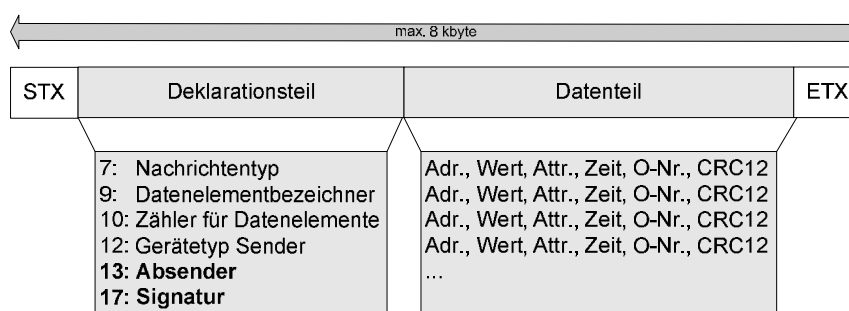 max. 8 kbyte
STX Deklarationsteil Datenteil ETX
7: Nachrichtentyp
9: Datenelementbezeichner
10: Zähler für Datenelemente
12: Gerätetyp Sender
13: Absender
17: Signatur
Adr., Wert, Attr., Zeit, O-Nr., CRC12
Adr., Wert, Attr., Zeit, O-Nr., CRC12
Adr., Wert, Attr., Zeit, O-Nr., CRC12
Adr., Wert, Attr., Zeit, O-Nr., CRC12
...